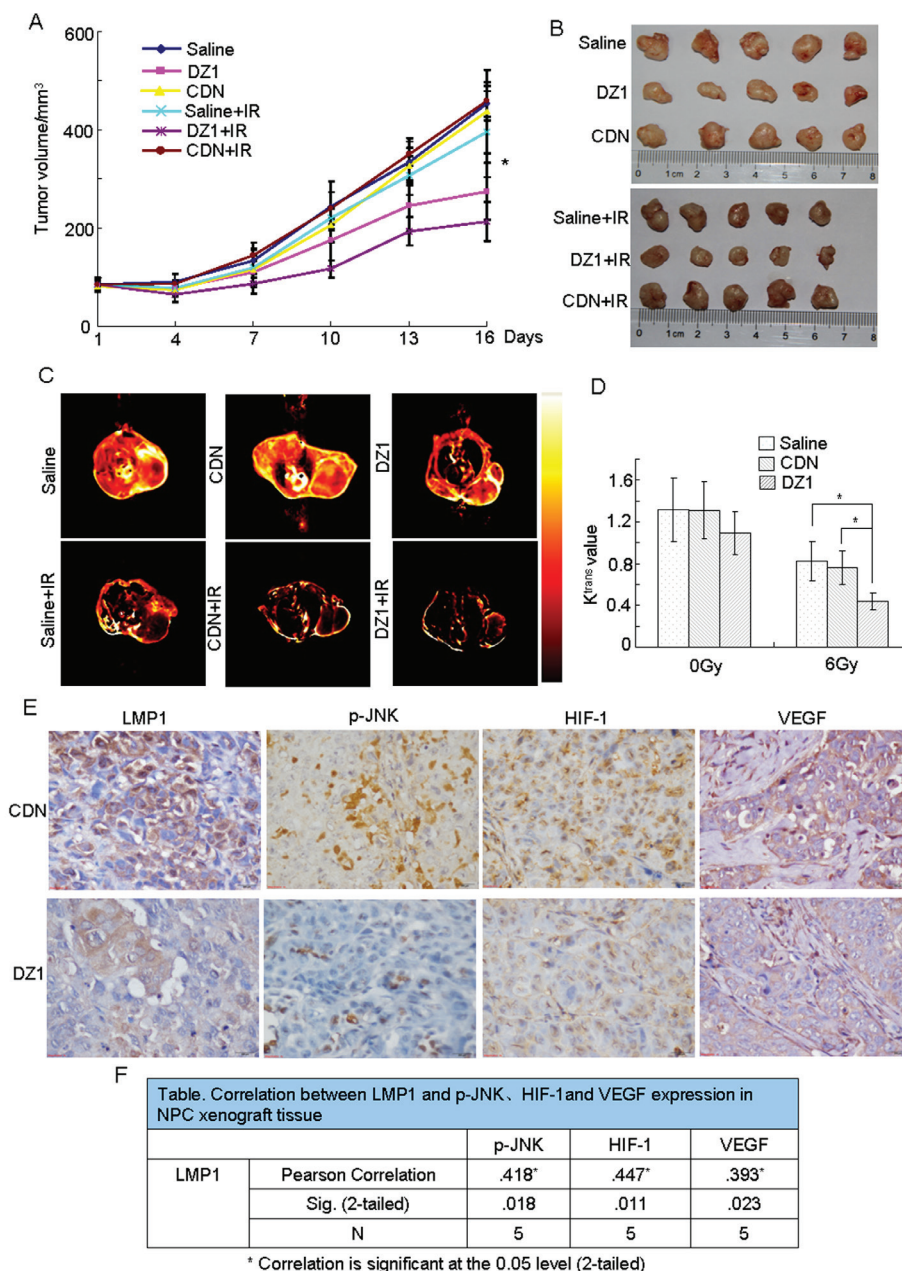 A
600
400
200
0
Tumor volumne/mm³
Saline
DZ1
CDN
Saline+IR
DZ1+IR
CDN+IR
*
1 4 7 10 13 16 Days
B
Saline
DZ1
CDN
0 1cm 2 3 4 5 6 7 8
Saline+IR
DZ1+IR
CDN+IR
0 1cm 2 3 4 5 6 7 8
C
Saline
CDN
DZ1
Saline+IR
CDN+IR
DZ1+IR
D
Saline
CDN
DZ1
1.6
1.2
0.8
0.4
0
Kᵗʳᵃⁿˢ value
*
*
0Gy 6Gy
E
LMP1 p-JNK HIF-1 VEGF
CDN
DZ1
F
Table. Correlation between LMP1 and p-JNK、HIF-1and VEGF expression in
NPC xenograft tissue
p-JNK HIF-1 VEGF
LMP1 Pearson Correlation .418* .447* .393*
Sig. (2-tailed) .018 .011 .023
N 5 5 5
* Correlation is significant at the 0.05 level (2-tailed)